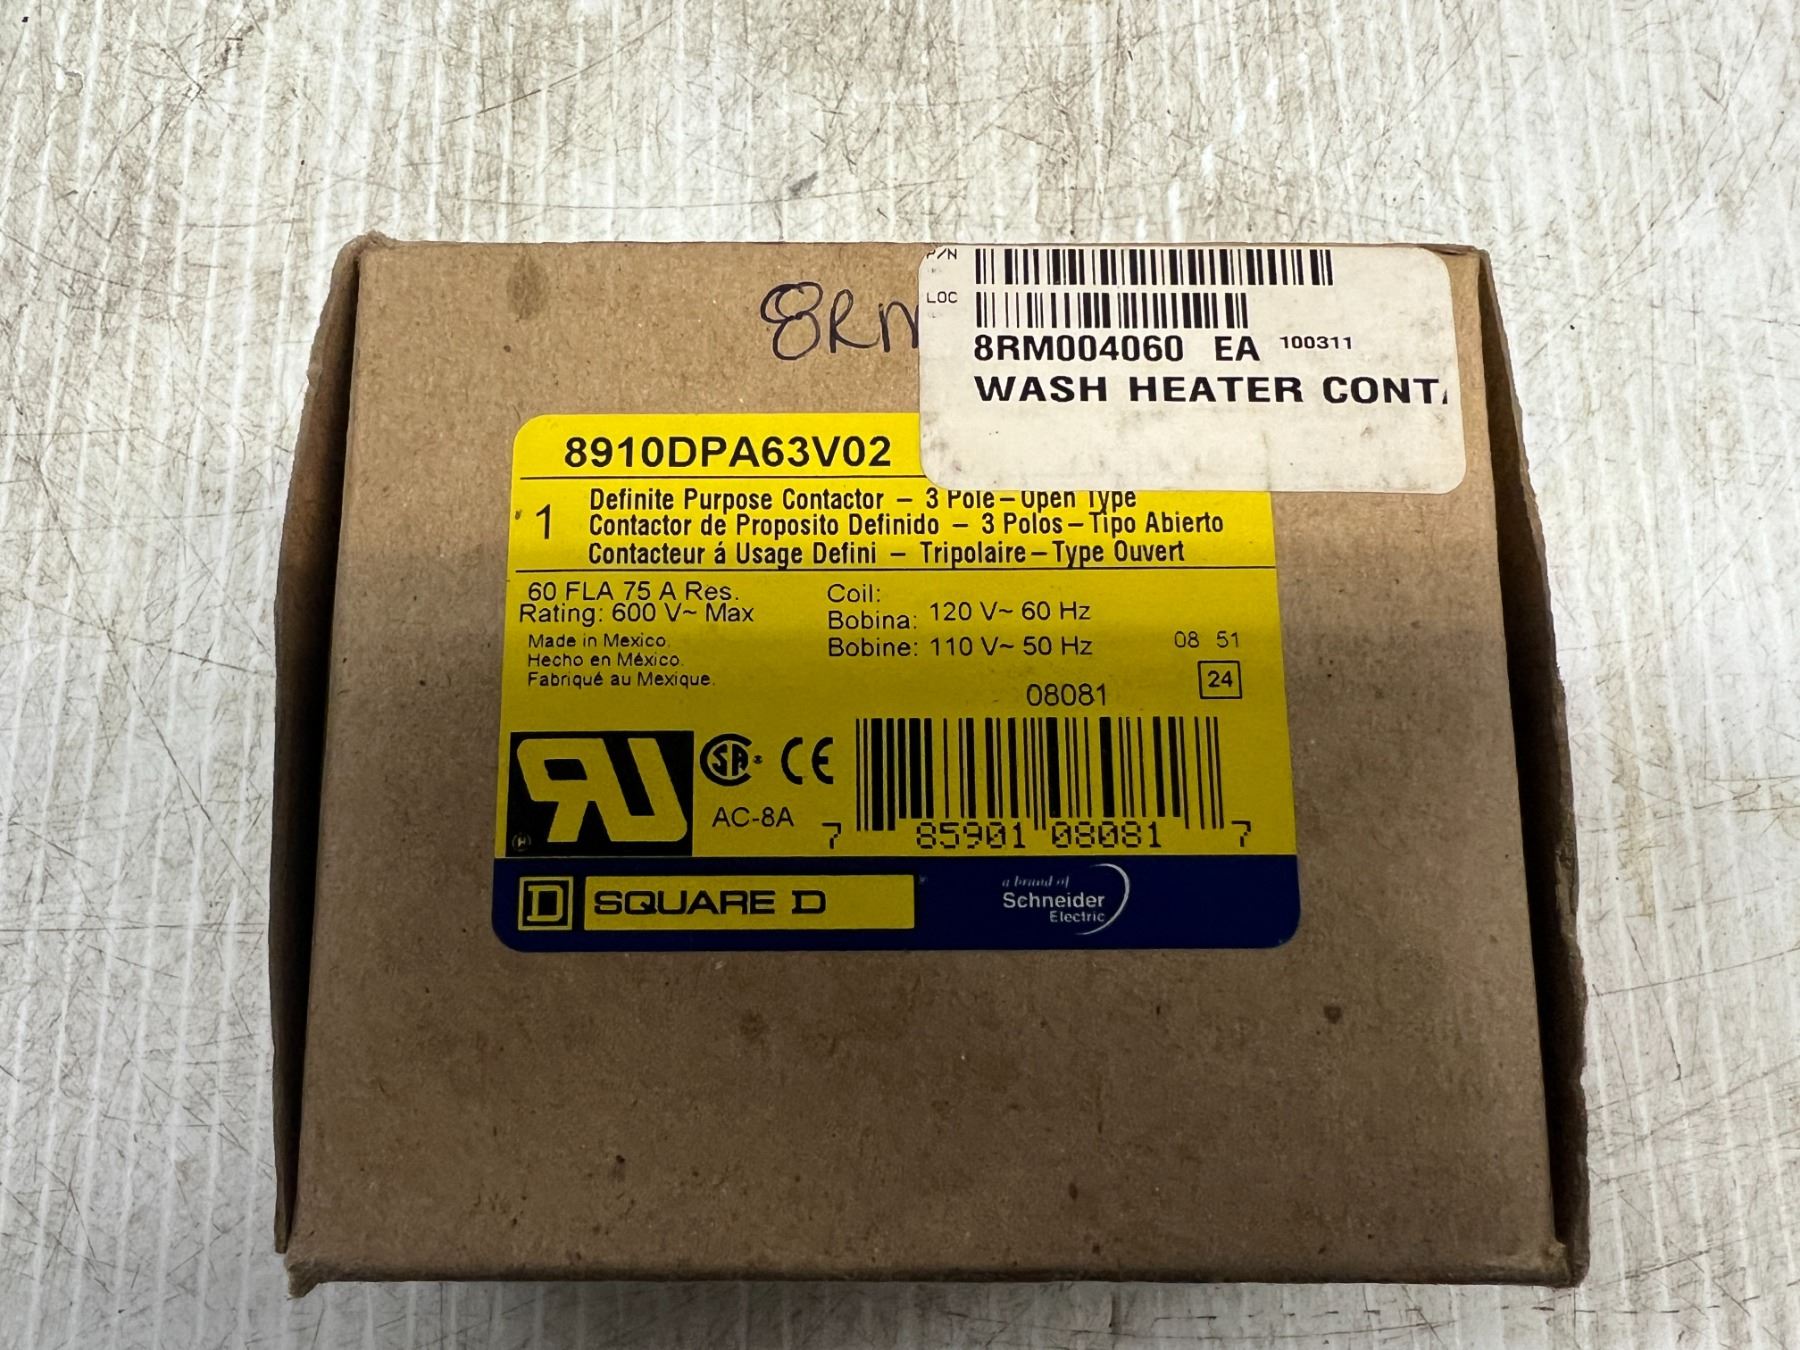 8RM
P/N
LOC
8RM004060 EA 100311
WASH HEATER CONT
8910DPA63V02
1
Definite Purpose Contactor – 3 Pole – Open Type
Contactor de Proposito Definido – 3 Polos – Tipo Abierto
Contacteur á Usage Defini – Tripolaire – Type Ouvert
60 FLA 75 A Res.
Rating: 600 V~ Max
Made in Mexico.
Hecho en México.
Fabriqué au Mexique.
Coil:
Bobina: 120 V~ 60 Hz
Bobine: 110 V~ 50 Hz
08 51
24
08081
AC-8A
7 85901 08081 7
D SQUARE D
a brand of
Schneider
Electric